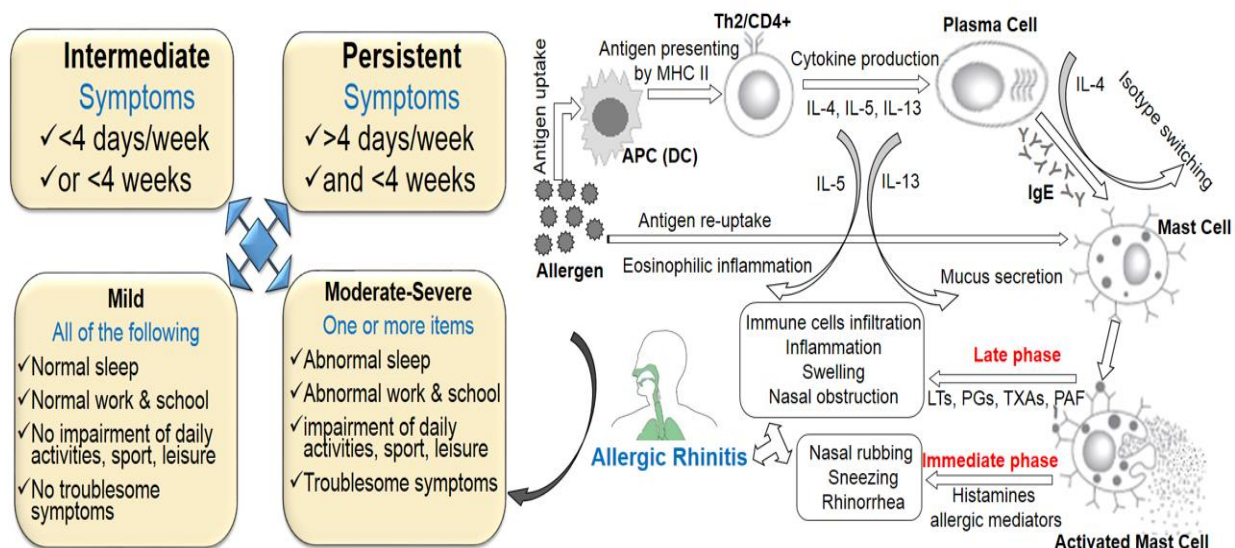 Intermediate
Symptoms
✓<4 days/week
✓or <4 weeks
Persistent
Symptoms
✓>4 days/week
✓and <4 weeks
Mild
All of the following
✓Normal sleep
✓Normal work & school
✓No impairment of daily
activities, sport, leisure
✓No troublesome
symptoms
Moderate-Severe
One or more items
✓Abnormal sleep
✓Abnormal work & school
✓impairment of daily
activities, sport, leisure
✓Troublesome symptoms
Antigen uptake
Allergen
APC (DC)
Antigen presenting
by MHC II
Th2/CD4+
Cytokine production
IL-4, IL-5, IL-13
Plasma Cell
IL-4
Isotype switching
IgE
Mast Cell
IL-5
IL-13
Antigen re-uptake
Eosinophilic inflammation
Mucus secretion
Immune cells infiltration
Inflammation
Swelling
Nasal obstruction
Late phase
LTs, PGs, TXAs, PAF
Allergic Rhinitis
Nasal rubbing
Sneezing
Rhinorrhea
Immediate phase
Histamines
allergic mediators
Activated Mast Cell